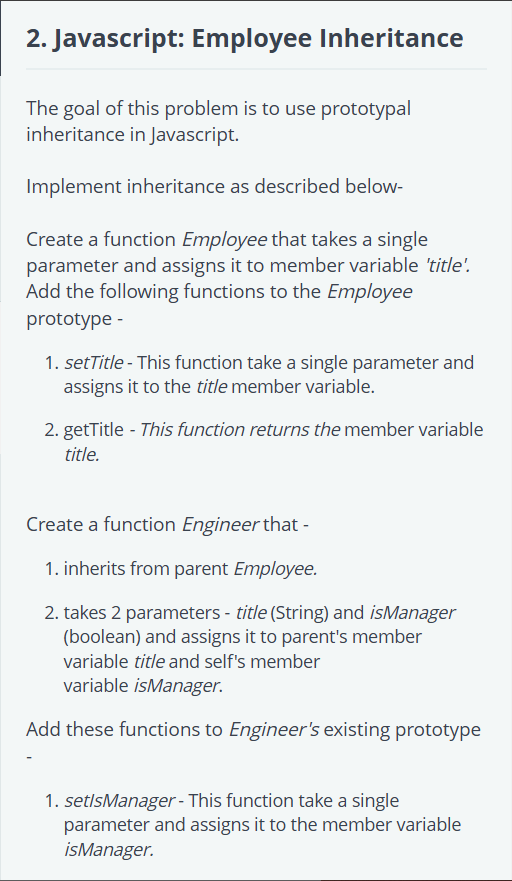 2. Javascript: Employee Inheritance
The goal of this problem is to use prototypal
inheritance in Javascript.
Implement inheritance as described below-
Create a function Employee that takes a single
parameter and assigns it to member variable 'title'.
Add the following functions to the Employee
prototype -
1. setTitle - This function take a single parameter and
assigns it to the title member variable.
2. getTitle - This function returns the member variable
title.
Create a function Engineer that -
1. inherits from parent Employee.
2. takes 2 parameters - title (String) and isManager
(boolean) and assigns it to parent's member
variable title and self's member
variable isManager.
Add these functions to Engineer's existing prototype
-
1. setIsManager - This function take a single
parameter and assigns it to the member variable
isManager.